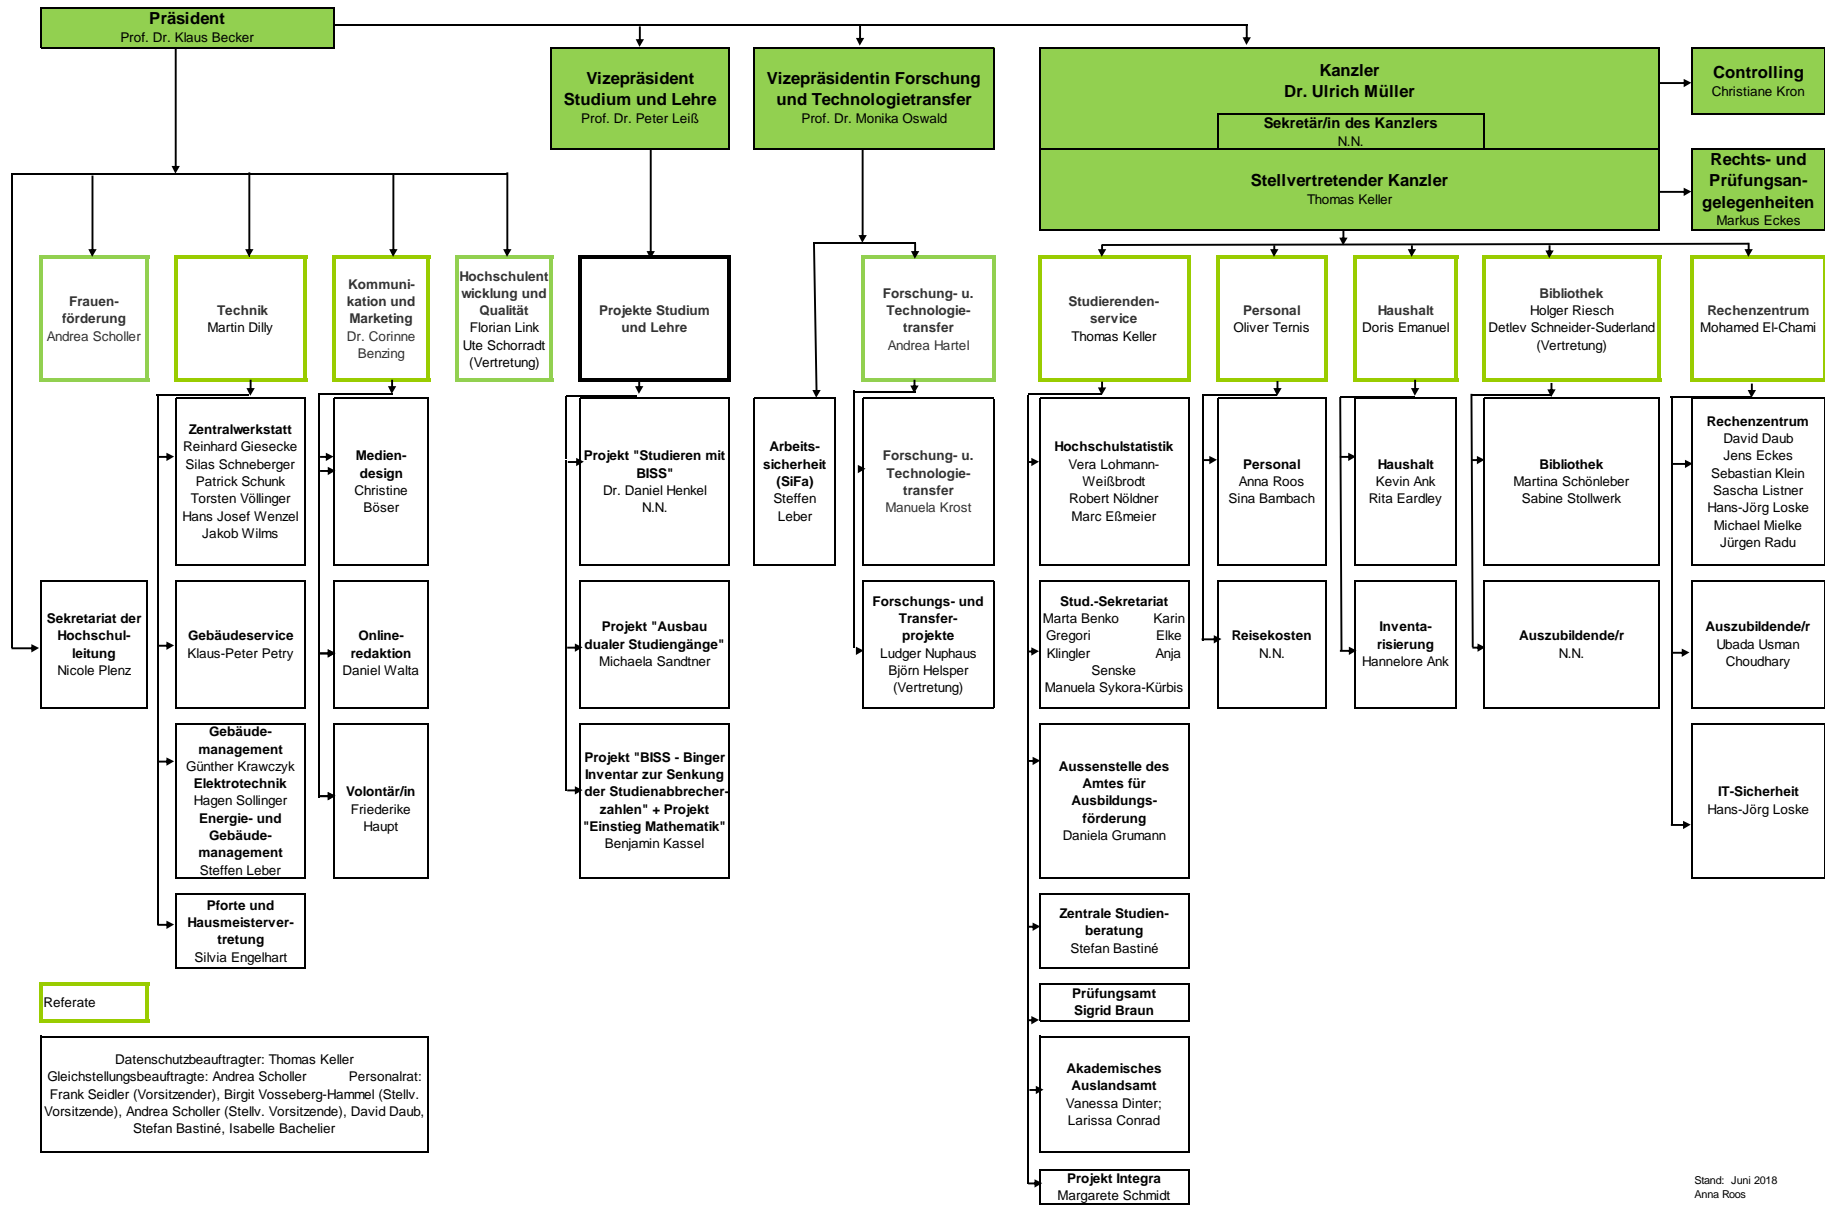 Präsident
Prof. Dr. Klaus Becker
Vizepräsident
Studium und Lehre
Prof. Dr. Peter Leiß
Vizepräsidentin Forschung
und Technologietransfer
Prof. Dr. Monika Oswald
Kanzler
Dr. Ulrich Müller
Sekretär/in des Kanzlers
N.N.
Stellvertretender Kanzler
Thomas Keller
Controlling
Christiane Kron
Rechts- und
Prüfungsan-
gelegenheiten
Markus Eckes
Frauen-
förderung
Andrea Scholler
Technik
Martin Dilly
Kommuni-
kation und
Marketing
Dr. Corinne
Benzing
Hochschulent
wicklung und
Qualität
Florian Link
Ute Schorradt
(Vertretung)
Projekte Studium
und Lehre
Forschung- u.
Technologie-
transfer
Andrea Hartel
Studierenden-
service
Thomas Keller
Personal
Oliver Ternis
Haushalt
Doris Emanuel
Bibliothek
Holger Riesch
Detlev Schneider-Suderland
(Vertretung)
Rechenzentrum
Mohamed El-Chami
Zentralwerkstatt
Reinhard Giesecke
Silas Schneberger
Patrick Schunk
Torsten Völlinger
Hans Josef Wenzel
Jakob Wilms
Medien-
design
Christine
Böser
Projekt "Studieren mit
BISS"
Dr. Daniel Henkel
N.N.
Arbeits-
sicherheit
(SiFa)
Steffen
Leber
Forschung- u.
Technologie-
transfer
Manuela Krost
Hochschulstatistik
Vera Lohmann-
Weißbrodt
Robert Nöldner
Marc Eßmeier
Personal
Anna Roos
Sina Bambach
Haushalt
Kevin Ank
Rita Eardley
Bibliothek
Martina Schönleber
Sabine Stollwerk
Rechenzentrum
David Daub
Jens Eckes
Sebastian Klein
Sascha Listner
Hans-Jörg Loske
Michael Mielke
Jürgen Radu
Sekretariat der
Hochschul-
leitung
Nicole Plenz
Gebäudeservice
Klaus-Peter Petry
Online-
redaktion
Daniel Walta
Projekt "Ausbau
dualer Studiengänge"
Michaela Sandtner
Forschungs- und
Transfer-
projekte
Ludger Nuphaus
Björn Helsper
(Vertretung)
Stud.-Sekretariat
Marta Benko Karin
Gregori Elke
Klingler Anja
Senske
Manuela Sykora-Kürbis
Reisekosten
N.N.
Inventa-
risierung
Hannelore Ank
Auszubildende/r
N.N.
Auszubildende/r
Ubada Usman
Choudhary
Gebäude-
management
Günther Krawczyk
Elektrotechnik
Hagen Sollinger
Energie- und
Gebäude-
management
Steffen Leber
Volontär/in
Friederike
Haupt
Projekt "BISS - Binger
Inventar zur Senkung
der Studienabbrecher-
zahlen" + Projekt
"Einstieg Mathematik"
Benjamin Kassel
Aussenstelle des
Amtes für
Ausbildungs-
förderung
Daniela Grumann
IT-Sicherheit
Hans-Jörg Loske
Pforte und
Hausmeisterver-
tretung
Silvia Engelhart
Zentrale Studien-
beratung
Stefan Bastiné
Referate
Prüfungsamt
Sigrid Braun
Datenschutzbeauftragter: Thomas Keller
Gleichstellungsbeauftragte: Andrea Scholler Personalrat:
Frank Seidler (Vorsitzender), Birgit Vosseberg-Hammel (Stellv.
Vorsitzende), Andrea Scholler (Stellv. Vorsitzende), David Daub,
Stefan Bastiné, Isabelle Bachelier
Akademisches
Auslandsamt
Vanessa Dinter;
Larissa Conrad
Projekt Integra
Margarete Schmidt
Stand: Juni 2018
Anna Roos